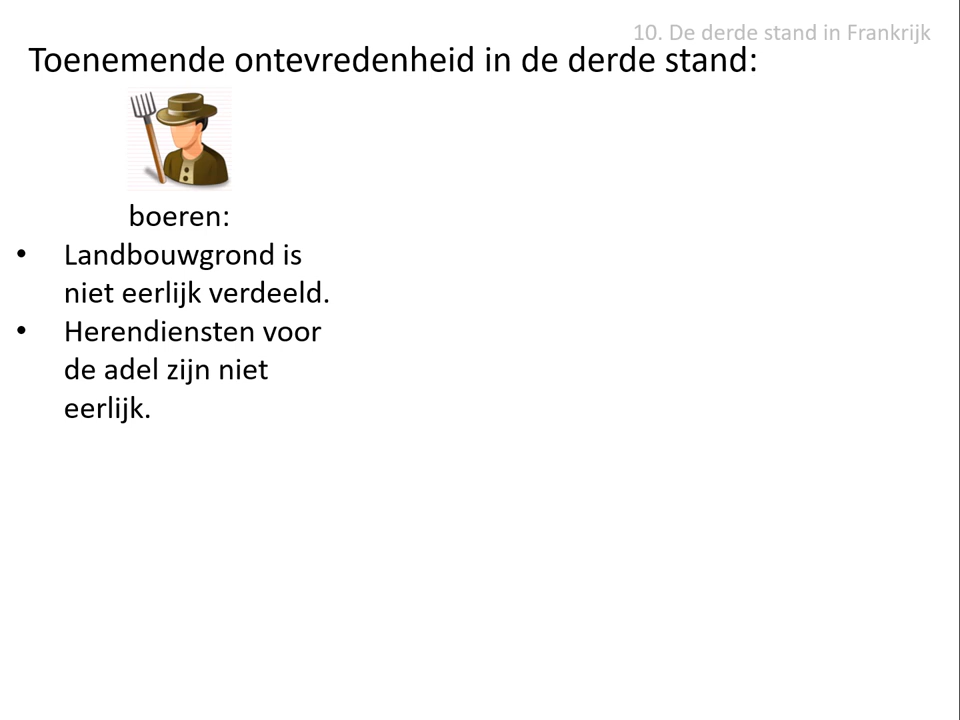 10. De derde stand in Frankrijk
Toenemende ontevredenheid in de derde stand:
boeren:
• Landbouwgrond is
niet eerlijk verdeeld.
• Herendiensten voor
de adel zijn niet
eerlijk.